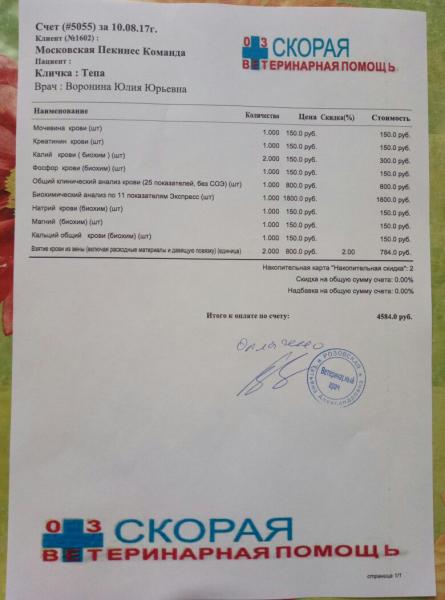 Счет (#5055) за 10.08.17г.
Клиент (№1602) :
Московская Пекинес Команда
Пациент :
Кличка : Тепа
Врач : Воронина Юлия Юрьевна
0 3 СКОРАЯ
ВЕТЕРИНАРНАЯ ПОМОЩЬ
Наименование Количество Цена Скидка(%) Стоимость
Мочевина крови (шт) 1.000 150.0 руб. 150.0 руб.
Креатинин крови (шт) 1.000 150.0 руб. 150.0 руб.
Калий крови ( биохим ) (шт) 2.000 150.0 руб. 300.0 руб.
Фосфор крови (биохим) (шт) 1.000 150.0 руб. 150.0 руб.
Общий клинический анализ крови (25 показателей, без СОЭ) (шт) 1.000 800.0 руб. 800.0 руб.
Биохимический анализ по 11 показателям Экспресс (шт) 1.000 1800.0 руб. 1800.0 руб.
Натрий крови (биохим) (шт) 1.000 150.0 руб. 150.0 руб.
Магний (биохим) (шт) 1.000 150.0 руб. 150.0 руб.
Кальций общий крови (биохим) (шт) 1.000 150.0 руб. 150.0 руб.
Взятие крови из вены (включая расходные материалы и давящую повязку) (единица) 2.000 800.0 руб. 2.00 784.0 руб.
Накопительная карта "Накопительная скидка": 2
Скидка на общую сумму счета: 0.00%
Надбавка на общую сумму счета: 0.00%
Итого к оплате по счету: 4584.0 руб.
Оплачено
РОЗОВСКАЯ
Ветеринарный
врач
0 3 СКОРАЯ
ВЕТЕРИНАРНАЯ ПОМОЩЬ
страница 1/1